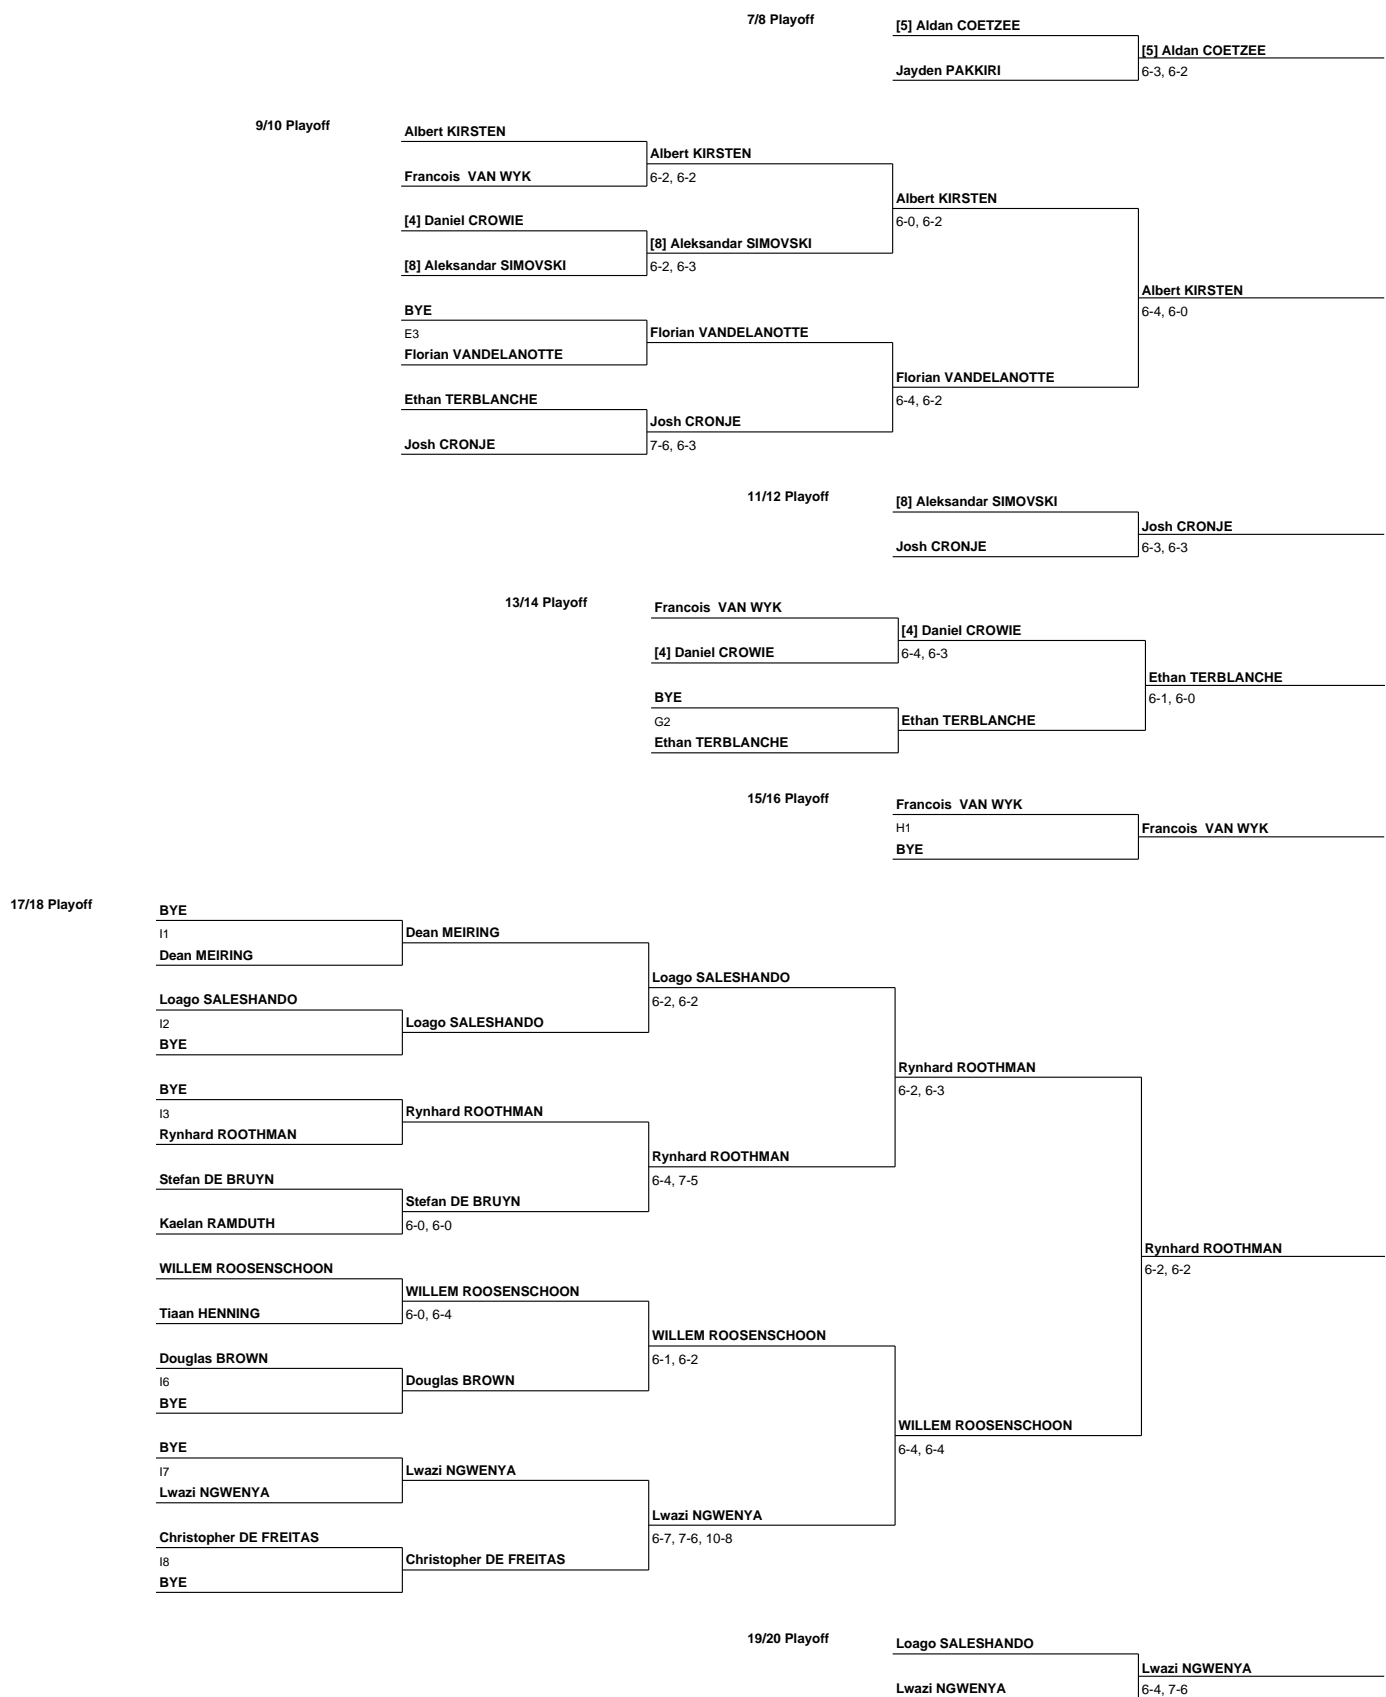 7/8 Playoff
[5] Aldan COETZEE
[5] Aldan COETZEE
Jayden PAKKIRI
6-3, 6-2
9/10 Playoff
Albert KIRSTEN
Albert KIRSTEN
Francois VAN WYK
6-2, 6-2
Albert KIRSTEN
[4] Daniel CROWIE
6-0, 6-2
[8] Aleksandar SIMOVSKI
[8] Aleksandar SIMOVSKI
6-2, 6-3
Albert KIRSTEN
BYE
6-4, 6-0
E3
Florian VANDELANOTTE
Florian VANDELANOTTE
Florian VANDELANOTTE
Ethan TERBLANCHE
6-4, 6-2
Josh CRONJE
Josh CRONJE
7-6, 6-3
11/12 Playoff
[8] Aleksandar SIMOVSKI
Josh CRONJE
Josh CRONJE
6-3, 6-3
13/14 Playoff
Francois VAN WYK
[4] Daniel CROWIE
[4] Daniel CROWIE
6-4, 6-3
Ethan TERBLANCHE
BYE
6-1, 6-0
G2
Ethan TERBLANCHE
Ethan TERBLANCHE
15/16 Playoff
Francois VAN WYK
H1
Francois VAN WYK
BYE
17/18 Playoff
BYE
I1
Dean MEIRING
Dean MEIRING
Loago SALESHANDO
Loago SALESHANDO
6-2, 6-2
I2
Loago SALESHANDO
BYE
Rynhard ROOTHMAN
BYE
6-2, 6-3
I3
Rynhard ROOTHMAN
Rynhard ROOTHMAN
Rynhard ROOTHMAN
Stefan DE BRUYN
6-4, 7-5
Stefan DE BRUYN
Kaelan RAMDUTH
6-0, 6-0
Rynhard ROOTHMAN
WILLEM ROOSENSCHOON
6-2, 6-2
WILLEM ROOSENSCHOON
Tiaan HENNING
6-0, 6-4
WILLEM ROOSENSCHOON
Douglas BROWN
6-1, 6-2
I6
Douglas BROWN
BYE
WILLEM ROOSENSCHOON
BYE
6-4, 6-4
I7
Lwazi NGWENYA
Lwazi NGWENYA
Lwazi NGWENYA
Christopher DE FREITAS
6-7, 7-6, 10-8
I8
Christopher DE FREITAS
BYE
19/20 Playoff
Loago SALESHANDO
Lwazi NGWENYA
Lwazi NGWENYA
6-4, 7-6